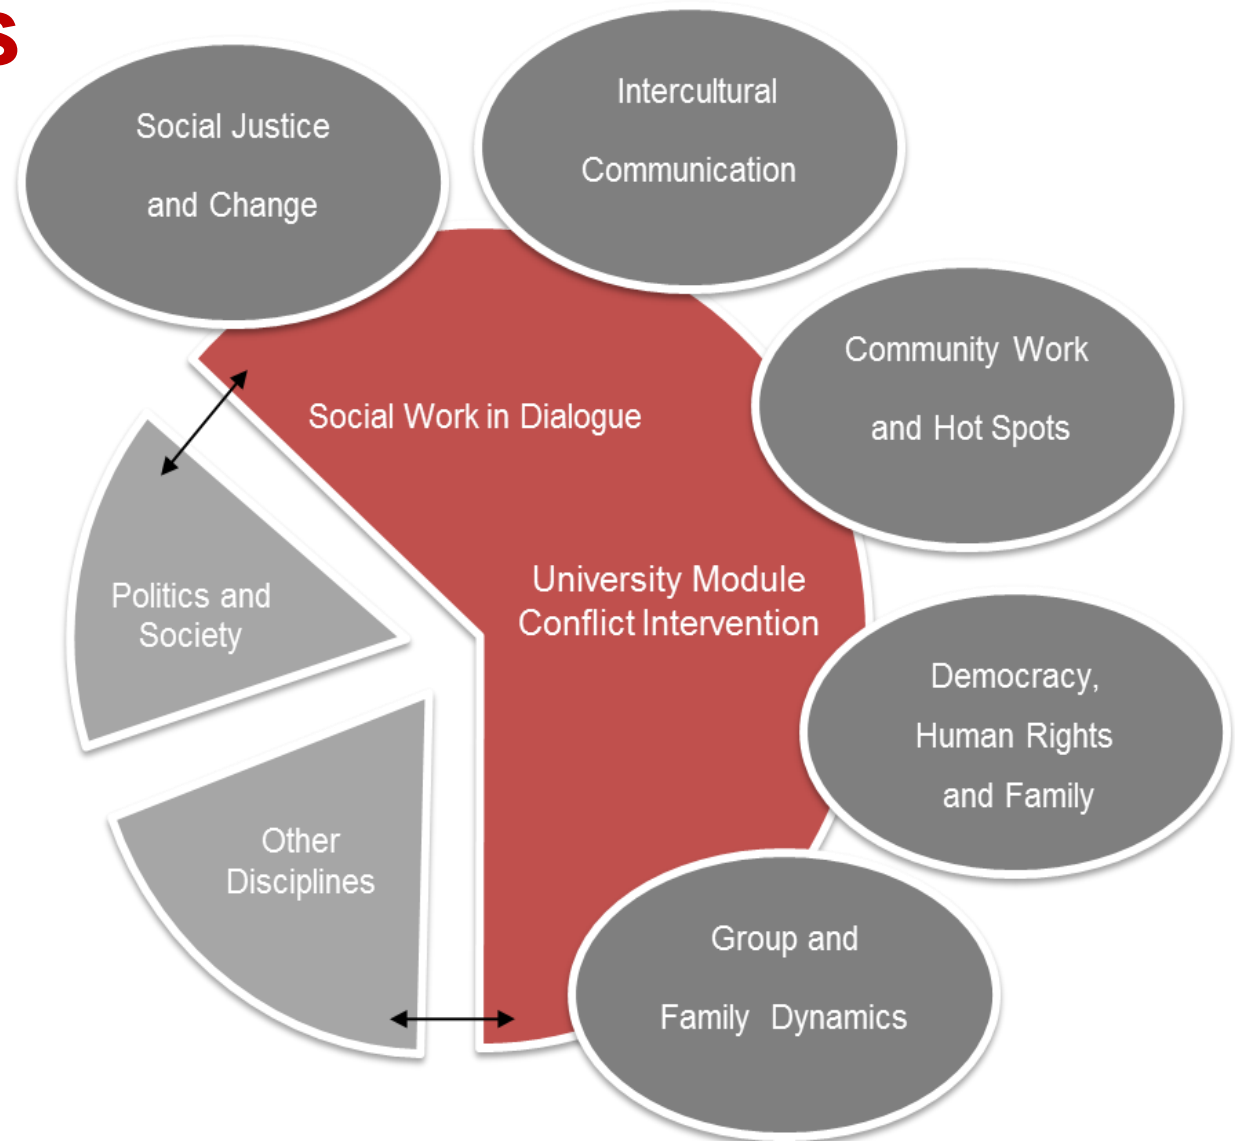 s
Social Justice
and Change
Intercultural
Communication
Community Work
and Hot Spots
Social Work in Dialogue
University Module
Conflict Intervention
Politics and
Society
Democracy,
Human Rights
and Family
Other
Disciplines
Group and
Family Dynamics